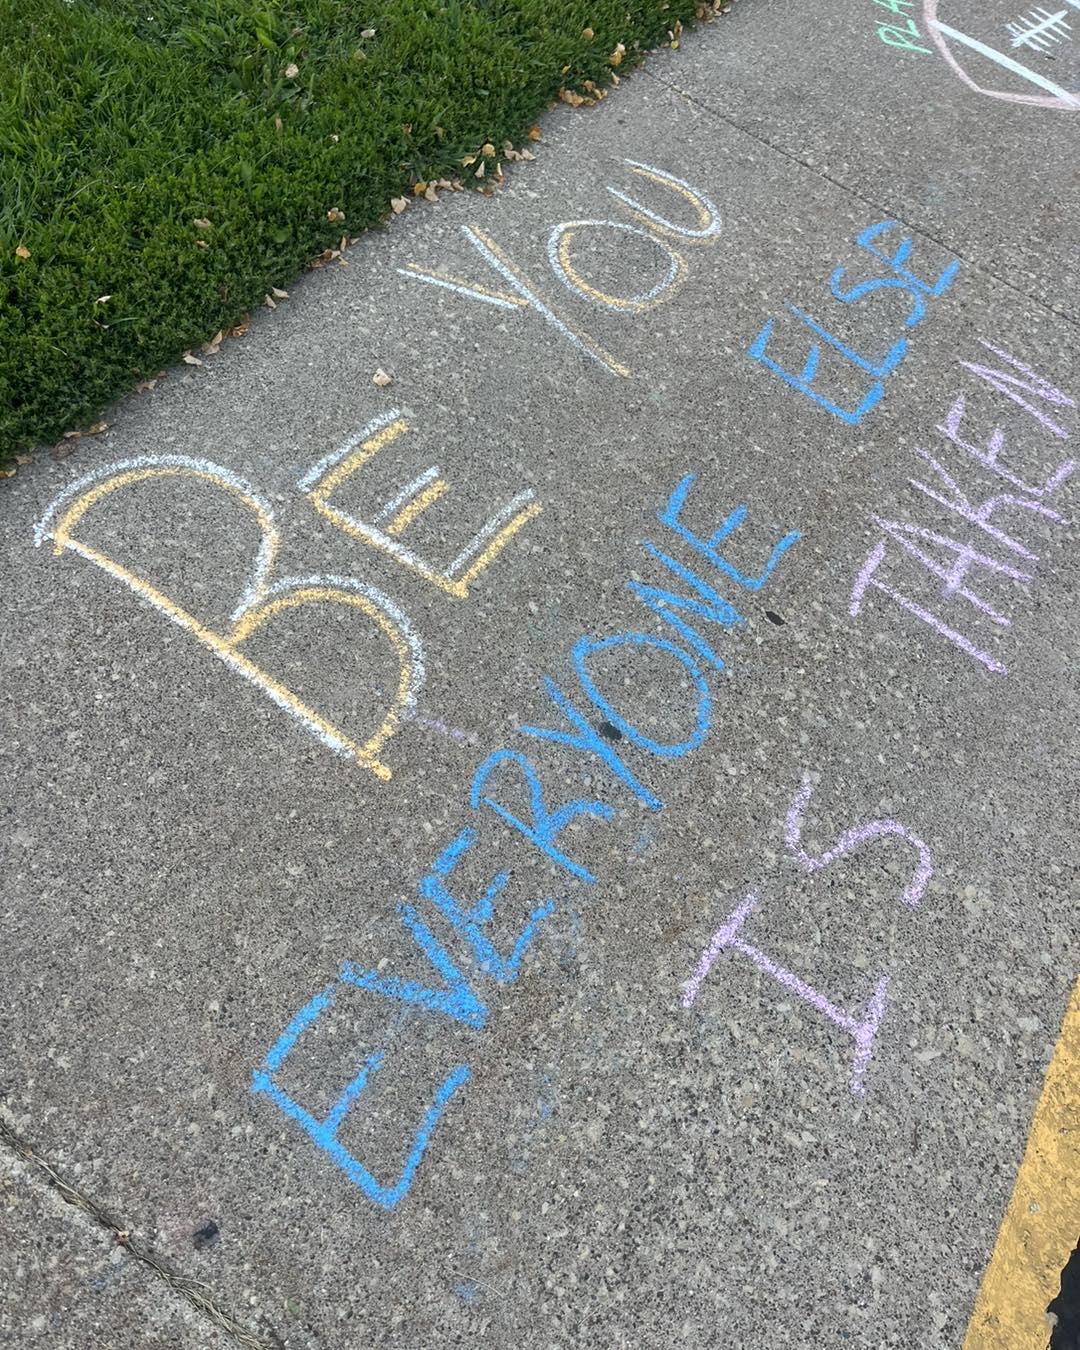 BE YOU
EVERYONE ELSE
IS TAKEN